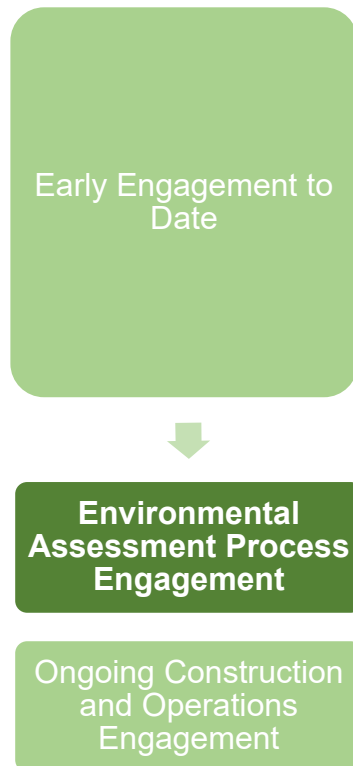 Early Engagement to
Date
Environmental
Assessment Process
Engagement
Ongoing Construction
and Operations
Engagement